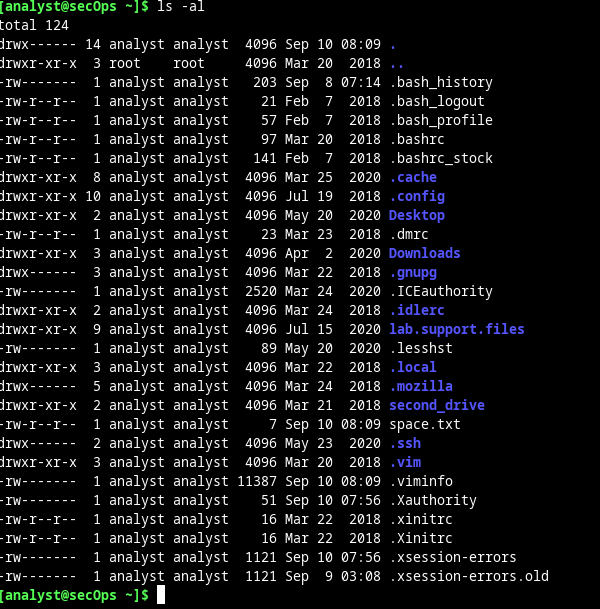 [analyst@secOps ~]$ ls -al
total 124
drwx------ 14 analyst analyst  4096 Sep 10 08:09 .
drwxr-xr-x  3 root    root     4096 Mar 20  2018 ..
-rw-------  1 analyst analyst   203 Sep  8 07:14 .bash_history
-rw-r--r--  1 analyst analyst    21 Feb  7  2018 .bash_logout
-rw-r--r--  1 analyst analyst    57 Feb  7  2018 .bash_profile
-rw-r--r--  1 analyst analyst    97 Mar 20  2018 .bashrc
-rw-r--r--  1 analyst analyst   141 Feb  7  2018 .bashrc_stock
drwxr-xr-x  8 analyst analyst  4096 Mar 25  2020 .cache
drwxr-xr-x 10 analyst analyst  4096 Jul 19  2018 .config
drwxr-xr-x  2 analyst analyst  4096 May 20  2020 Desktop
-rw-r--r--  1 analyst analyst    23 Mar 23  2018 .dmrc
drwxr-xr-x  3 analyst analyst  4096 Apr  2  2020 Downloads
drwx------  3 analyst analyst  4096 Mar 22  2018 .gnupg
-rw-------  1 analyst analyst  2520 Mar 24  2020 .ICEauthority
drwxr-xr-x  2 analyst analyst  4096 Mar 24  2018 .idlerc
drwxr-xr-x  9 analyst analyst  4096 Jul 15  2020 lab.support.files
-rw-------  1 analyst analyst    89 May 20  2020 .lesshst
drwxr-xr-x  3 analyst analyst  4096 Mar 22  2018 .local
drwx------  5 analyst analyst  4096 Mar 24  2018 .mozilla
drwxr-xr-x  2 analyst analyst  4096 Mar 21  2018 second_drive
-rw-r--r--  1 analyst analyst     7 Sep 10 08:09 space.txt
drwx------  2 analyst analyst  4096 May 23  2020 .ssh
drwxr-xr-x  3 analyst analyst  4096 Mar 20  2018 .vim
-rw-------  1 analyst analyst 11387 Sep 10 08:09 .viminfo
-rw-------  1 analyst analyst    51 Sep 10 07:56 .Xauthority
-rw-r--r--  1 analyst analyst    16 Mar 22  2018 .xinitrc
-rw-r--r--  1 analyst analyst    16 Mar 22  2018 .Xinitrc
-rw-------  1 analyst analyst  1121 Sep 10 07:56 .xsession-errors
-rw-------  1 analyst analyst  1121 Sep  9 03:08 .xsession-errors.old
[analyst@secOps ~]$